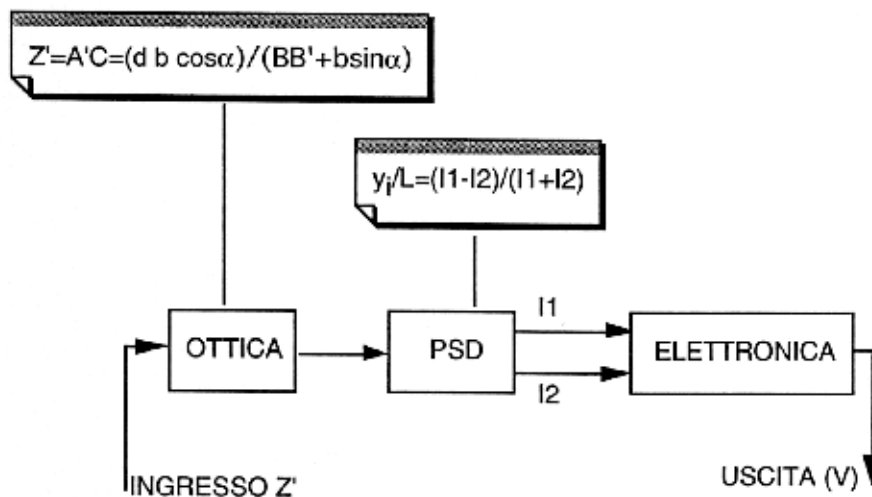 Z'=A'C=(d b cosα)/(BB'+bsinα)
yi/L=(I1-I2)/(I1+I2)
OTTICA
PSD
I1
I2
ELETTRONICA
INGRESSO Z'
USCITA (V)